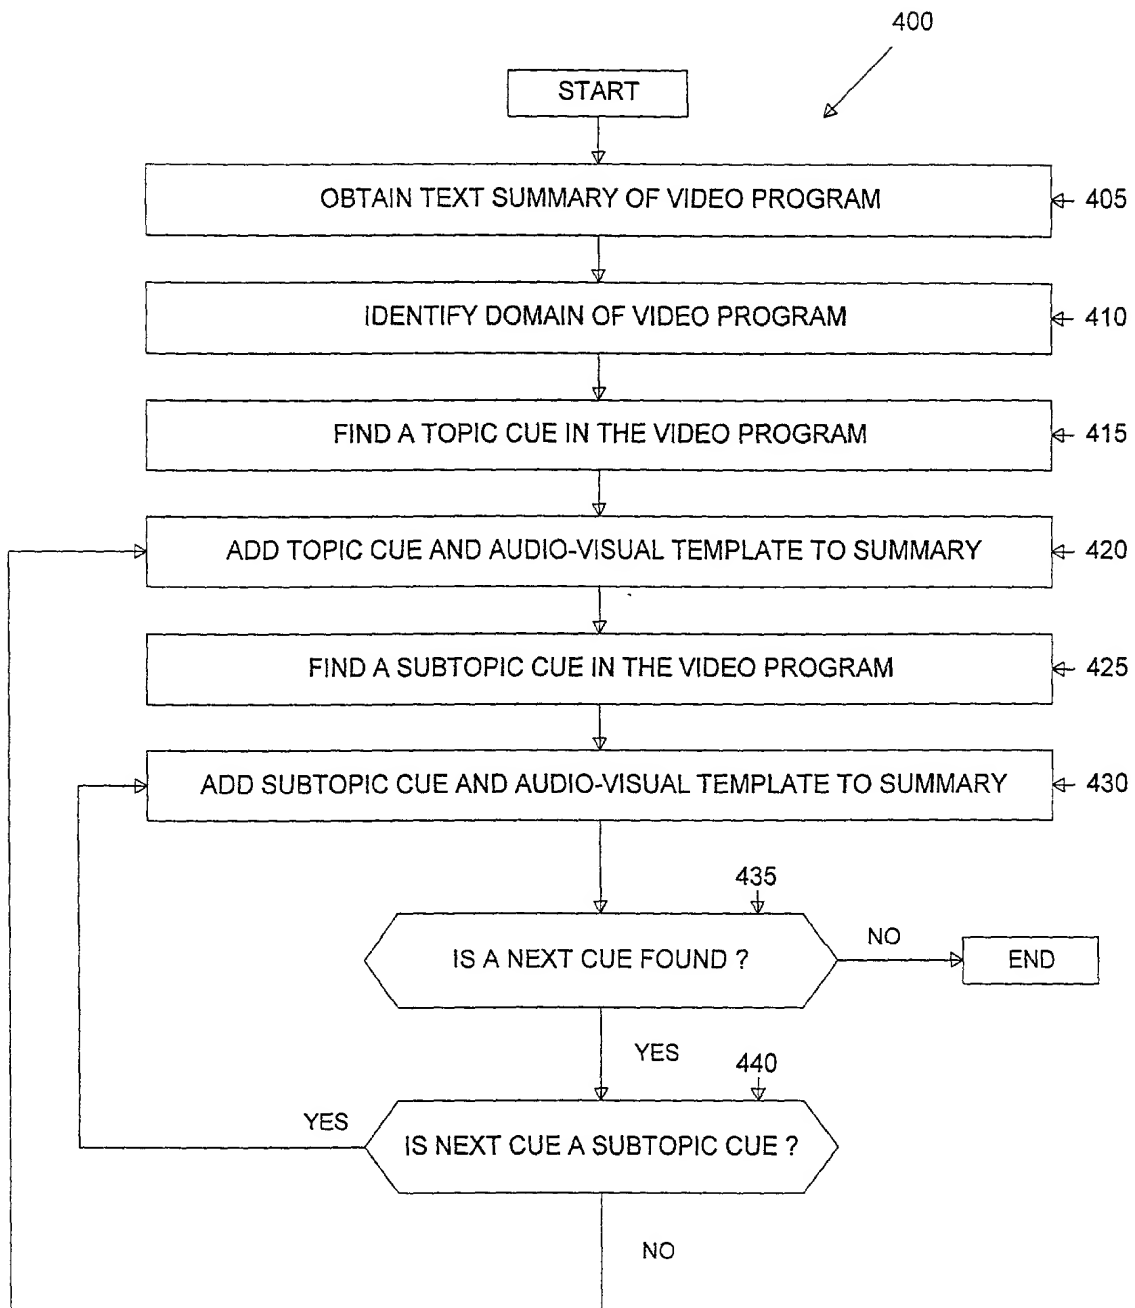 400
START
OBTAIN TEXT SUMMARY OF VIDEO PROGRAM
405
IDENTIFY DOMAIN OF VIDEO PROGRAM
410
FIND A TOPIC CUE IN THE VIDEO PROGRAM
415
ADD TOPIC CUE AND AUDIO-VISUAL TEMPLATE TO SUMMARY
420
FIND A SUBTOPIC CUE IN THE VIDEO PROGRAM
425
ADD SUBTOPIC CUE AND AUDIO-VISUAL TEMPLATE TO SUMMARY
430
435
IS A NEXT CUE FOUND ?
NO
END
YES
440
YES
IS NEXT CUE A SUBTOPIC CUE ?
NO